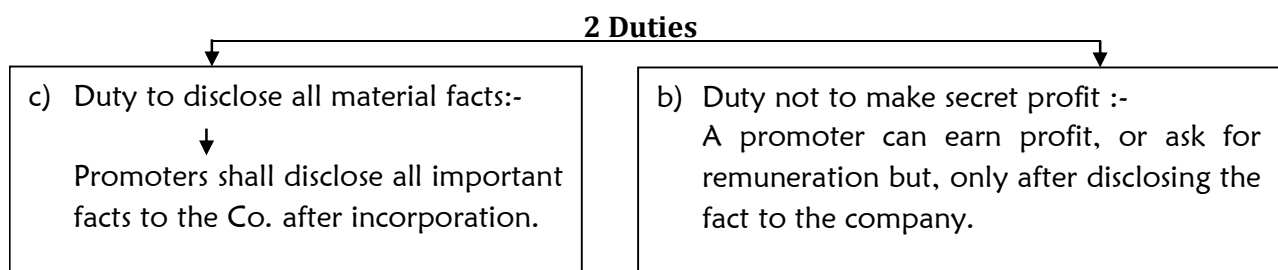 2 Duties
c) Duty to disclose all material facts:-
Promoters shall disclose all important
facts to the Co. after incorporation.
b) Duty not to make secret profit :-
A promoter can earn profit, or ask for
remuneration but, only after disclosing the
fact to the company.